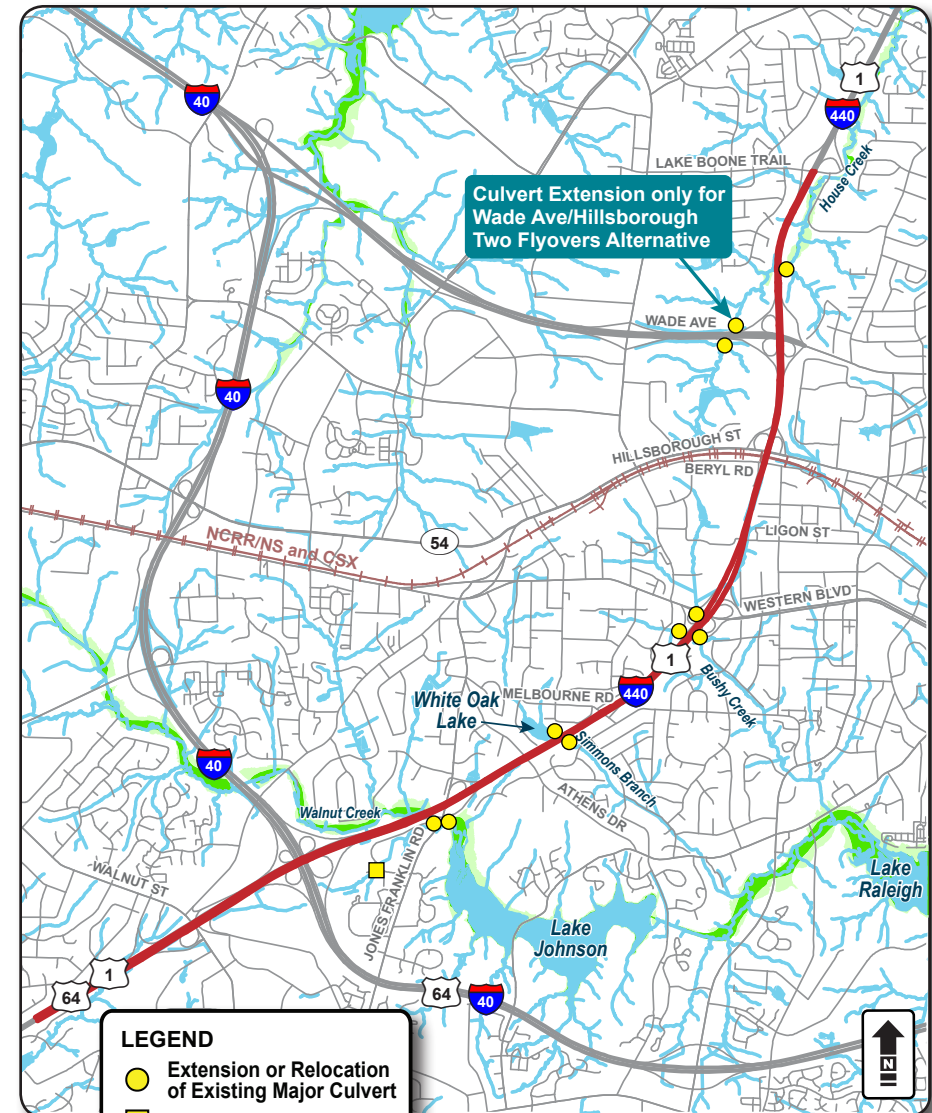 1
40
440
LAKE BOONE TRAIL
House Creek
Culvert Extension only for
Wade Ave/Hillsborough
Two Flyovers Alternative
WADE AVE
40
HILLSBOROUGH ST
BERYL RD
NCRR/NS and CSX
54
LIGON ST
WESTERN BLVD
1
440
MELBOURNE RD
Bushy Creek
White Oak
Lake
Simmons Branch
40
ATHENS DR
Walnut Creek
WALNUT ST
JONES FRANKLIN RD
Lake
Raleigh
Lake
Johnson
1
64
64
40
LEGEND
Extension or Relocation
of Existing Major Culvert
N